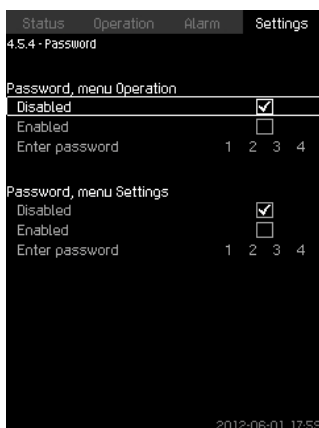 Status Operation Alarm Settings
4.5.4 - Password
Password, menu Operation
Disabled
Enabled
Enter password 1 2 3 4
Password, menu Settings
Disabled
Enabled
Enter password 1 2 3 4
2012-06-01 17:59